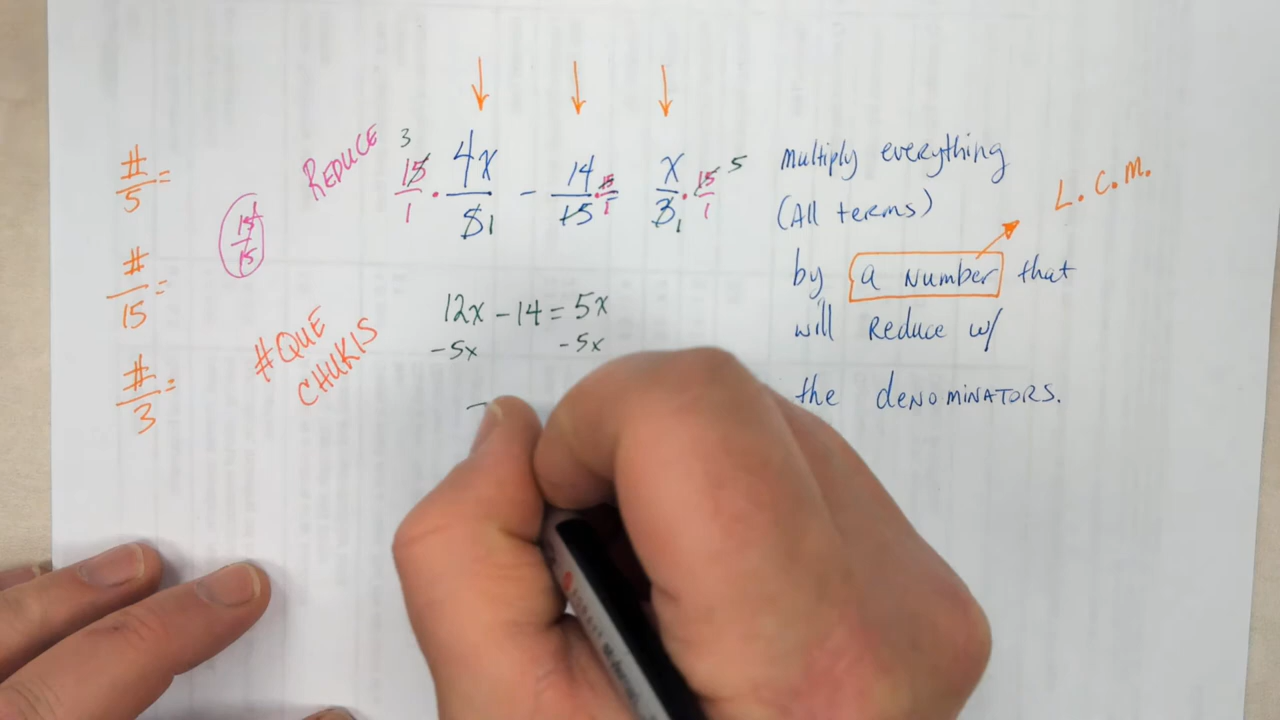 REDUCE
3
15/1 · 4x/5 1 - 14/15 · 15/1 x/3 1 · 15/1 5
#/5 =
15/15
#/15 =
#/3 =
#QUE
CHUKIS
12x - 14 = 5x
-5x -5x
multiply everything
(All terms)
L.C.M.
by a number that
will Reduce w/
the denominators.